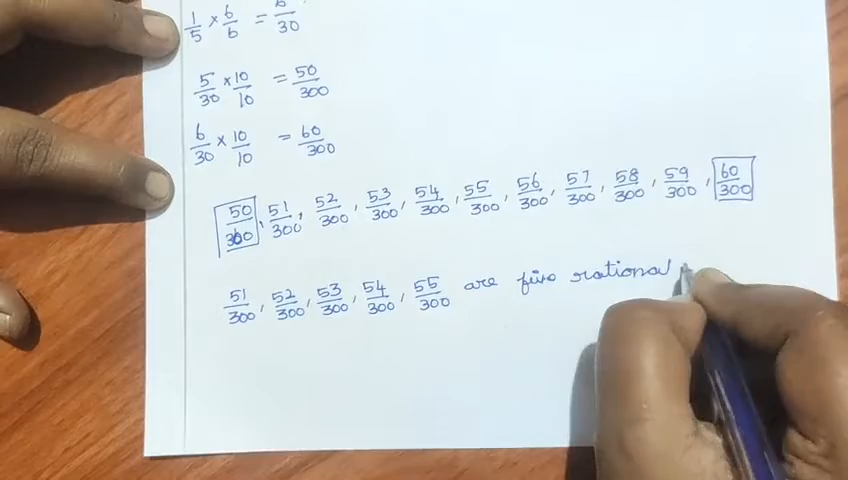 1/5 × 6/6 = 6/30
5/30 × 10/10 = 50/300
6/30 × 10/10 = 60/300
50/300, 51/300, 52/300, 53/300, 54/300, 55/300, 56/300, 57/300, 58/300, 59/300, 60/300
51/300, 52/300, 53/300, 54/300, 55/300 are five rational